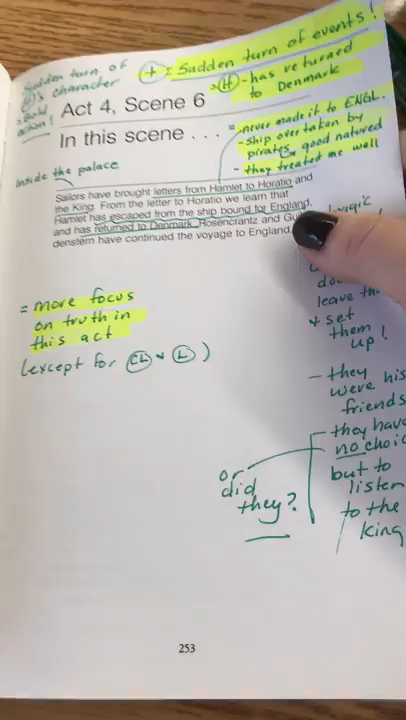 Sudden turn of
(H)'s character
= bold
action!
(+) = Sudden turn of events!
(H) - has returned
to Denmark
Act 4, Scene 6
In this scene . . .
= never made it to ENGL.
- ship overtaken by
pirates = good natured
- they treated me well
Inside the palace
Sailors have brought letters from Hamlet to Horatio and
the King. From the letter to Horatio we learn that
Hamlet has escaped from the ship bound for England,
and has returned to Denmark. Rosencrantz and Gui
denstern have continued the voyage to England.
= more focus
on truth in
this act
(except for (CL) + (L))
leave
+ set
them
up!
- they
were his
friends
- they have
no choi
but to
listen
to the
king
or
did
they?
253